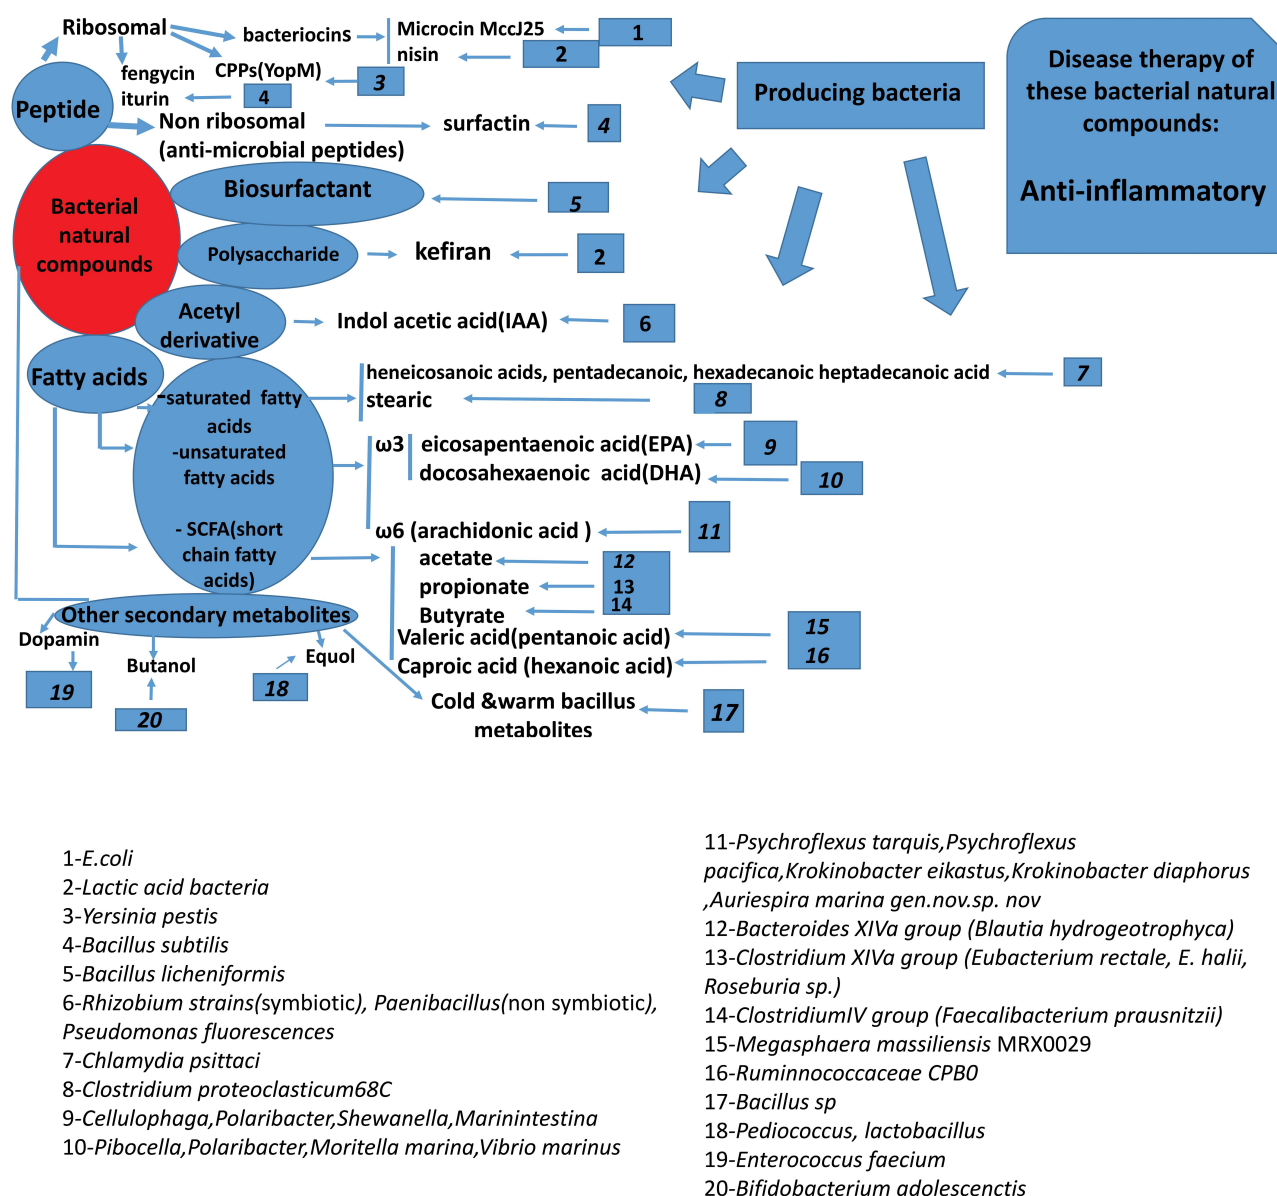 Ribosomal
bacteriocins
Microcin MccJ25
1
nisin
2
fengycin
iturin
CPPs(YopM)
3
4
Peptide
Non ribosomal
(anti-microbial peptides)
surfactin
4
Producing bacteria
Disease therapy of
these bacterial natural
compounds:
Anti-inflammatory
Bacterial
natural
compounds
Biosurfactant
5
Polysaccharide
kefiran
2
Acetyl
derivative
Indol acetic acid(IAA)
6
Fatty acids
-saturated fatty
acids
-unsaturated
fatty acids
- SCFA(short
chain fatty
acids)
heneicosanoic acids, pentadecanoic, hexadecanoic heptadecanoic acid
7
stearic
8
ω3
eicosapentaenoic acid(EPA)
9
docosahexaenoic acid(DHA)
10
ω6 (arachidonic acid )
11
acetate
12
propionate
13
Butyrate
14
Valeric acid(pentanoic acid)
15
Caproic acid (hexanoic acid)
16
Other secondary metabolites
Dopamin
19
Butanol
20
Equol
18
Cold &warm bacillus
metabolites
17
1-E.coli
2-Lactic acid bacteria
3-Yersinia pestis
4-Bacillus subtilis
5-Bacillus licheniformis
6-Rhizobium strains(symbiotic), Paenibacillus(non symbiotic),
Pseudomonas fluorescences
7-Chlamydia psittaci
8-Clostridium proteoclasticum68C
9-Cellulophaga,Polaribacter,Shewanella,Marinintestina
10-Pibocella,Polaribacter,Moritella marina,Vibrio marinus
11-Psychroflexus tarquis,Psychroflexus
pacifica,Krokinobacter eikastus,Krokinobacter diaphorus
,Auriespira marina gen.nov.sp. nov
12-Bacteroides XIVa group (Blautia hydrogeotrophyca)
13-Clostridium XIVa group (Eubacterium rectale, E. halii,
Roseburia sp.)
14-ClostridiumIV group (Faecalibacterium prausnitzii)
15-Megasphaera massiliensis MRX0029
16-Ruminnococcaceae CPB0
17-Bacillus sp
18-Pediococcus, lactobacillus
19-Enterococcus faecium
20-Bifidobacterium adolescenctis